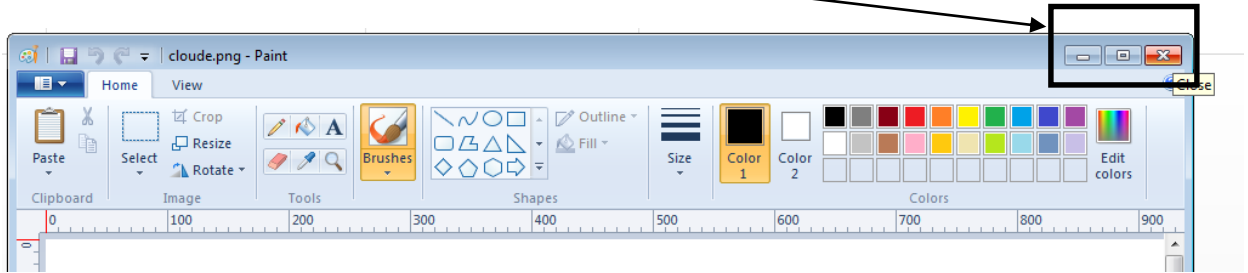 cloude.png - Paint
Home View
Close
Paste
Select
Crop
Resize
Rotate
A
Brushes
Outline
Fill
Size
Color 1
Color 2
Edit colors
Clipboard Image Tools Shapes Colors
0 100 200 300 400 500 600 700 800 900
0